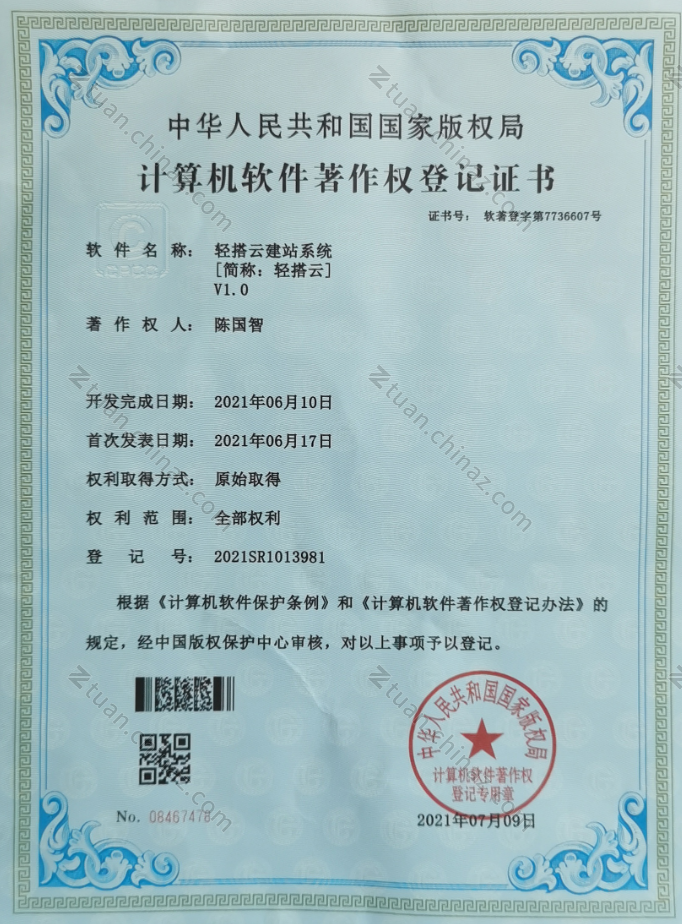 中华人民共和国国家版权局
计算机软件著作权登记证书
证书号： 软著登字第7736607号
软件名称： 轻搭云建站系统
[简称：轻搭云]
V1.0
著作权人： 陈国智
开发完成日期： 2021年06月10日
首次发表日期： 2021年06月17日
权利取得方式： 原始取得
权利范围： 全部权利
登记号： 2021SR1013981
根据《计算机软件保护条例》和《计算机软件著作权登记办法》的
规定，经中国版权保护中心审核，对以上事项予以登记。
中华人民共和国国家版权局
计算机软件著作权
登记专用章
No. 08467478
2021年07月09日
CPCC
Ztuan.chinaz.com
Ztuan.chinaz.com
Ztuan.chinaz.com
Ztuan.chinaz.com
Ztuan.chinaz.com
Ztuan.chinaz.com